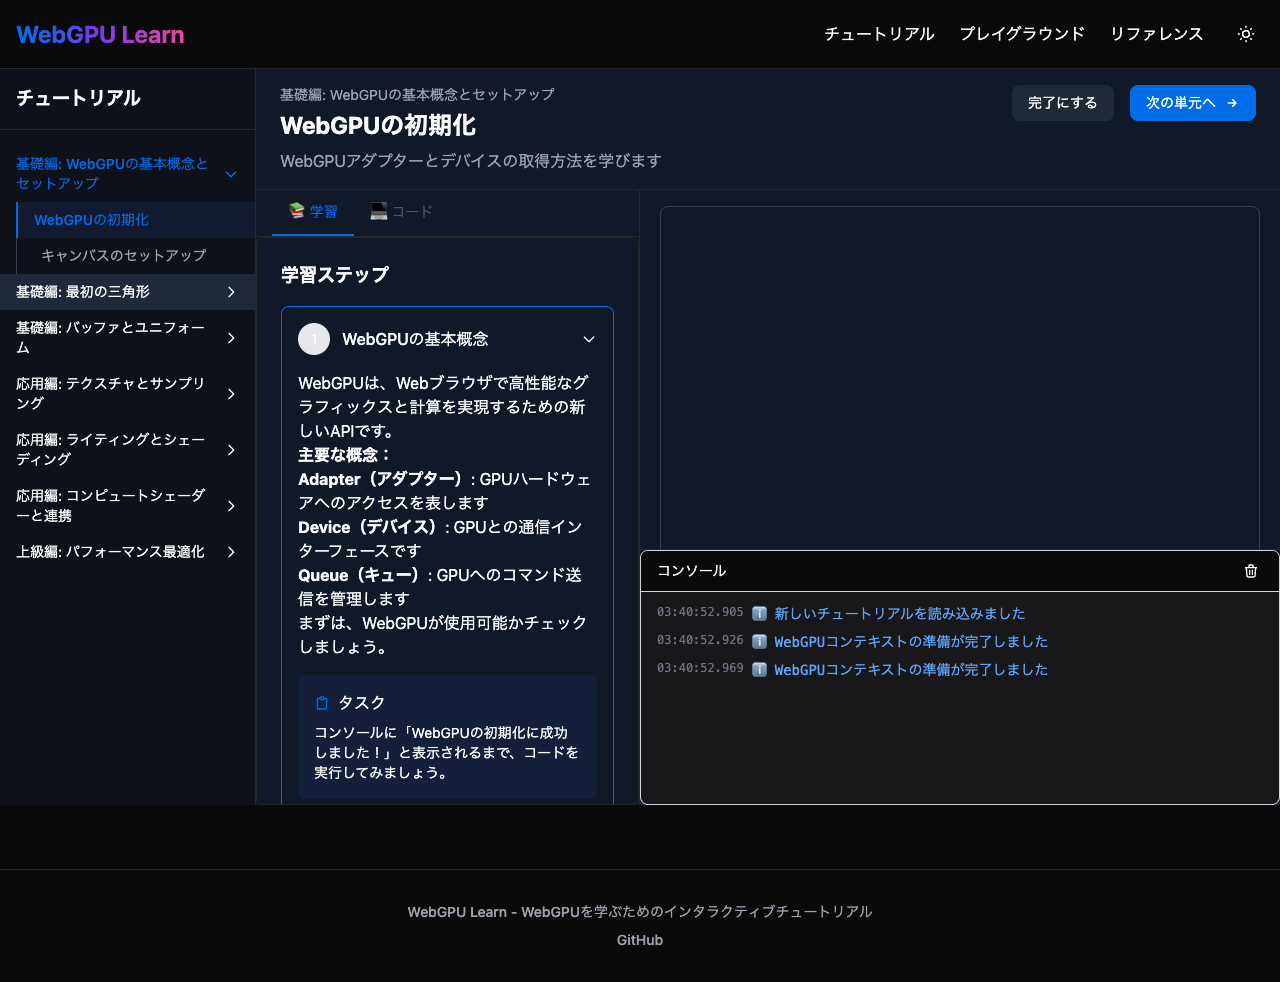 WebGPU Learn
チュートリアル
プレイグラウンド
リファレンス
チュートリアル
基礎編: WebGPUの基本概念と
セットアップ
WebGPUの初期化
キャンバスのセットアップ
基礎編: 最初の三角形
基礎編: バッファとユニフォー
ム
応用編: テクスチャとサンプリ
ング
応用編: ライティングとシェー
ディング
応用編: コンピュートシェーダ
ーと連携
上級編: パフォーマンス最適化
基礎編: WebGPUの基本概念とセットアップ
WebGPUの初期化
WebGPUアダプターとデバイスの取得方法を学びます
完了にする
次の単元へ →
学習
コード
学習ステップ
1 WebGPUの基本概念
WebGPUは、Webブラウザで高性能なグ
ラフィックスと計算を実現するための新
しいAPIです。
主要な概念：
Adapter（アダプター）: GPUハードウェ
アへのアクセスを表します
Device（デバイス）: GPUとの通信イン
ターフェースです
Queue（キュー）: GPUへのコマンド送
信を管理します
まずは、WebGPUが使用可能かチェック
しましょう。
タスク
コンソールに「WebGPUの初期化に成功
しました！」と表示されるまで、コードを
実行してみましょう。
コンソール
03:40:52.905 ℹ️ 新しいチュートリアルを読み込みました
03:40:52.926 ℹ️ WebGPUコンテキストの準備が完了しました
03:40:52.969 ℹ️ WebGPUコンテキストの準備が完了しました
WebGPU Learn - WebGPUを学ぶためのインタラクティブチュートリアル
GitHub